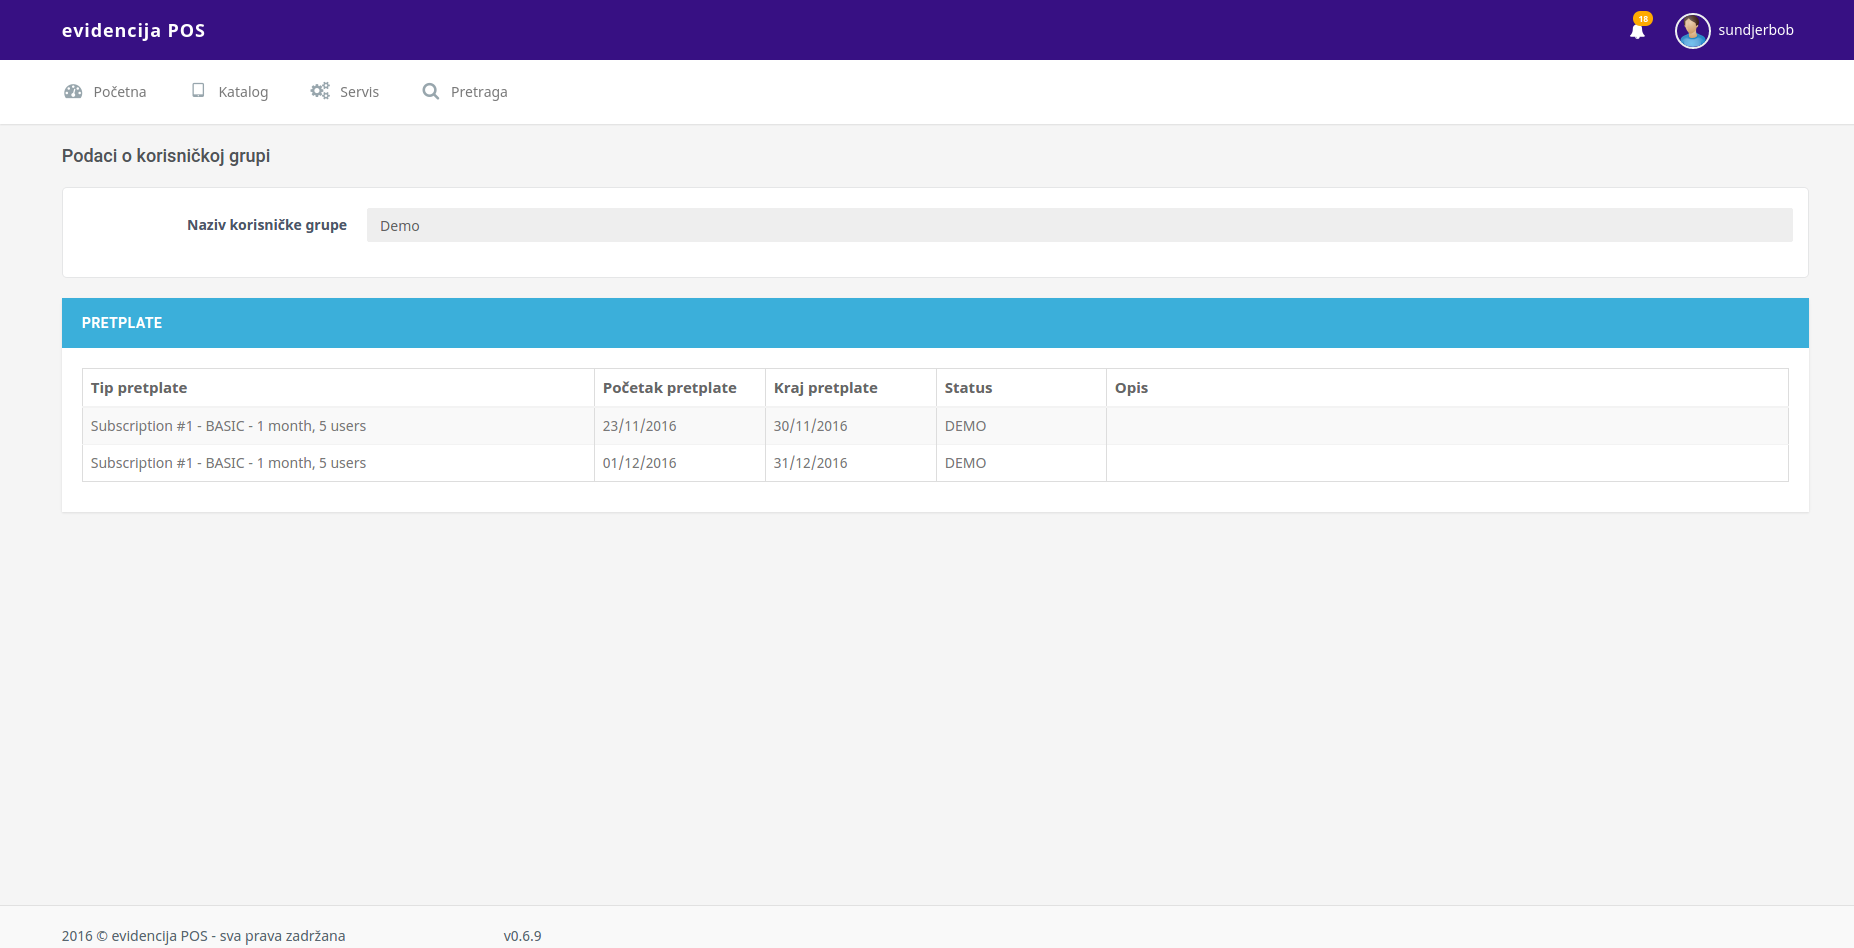 evidencija POS
18
sundjerbob
Početna Katalog Servis Pretraga
Podaci o korisničkoj grupi
Naziv korisničke grupe Demo
PRETPLATE
Tip pretplate Početak pretplate Kraj pretplate Status Opis
Subscription #1 - BASIC - 1 month, 5 users 23/11/2016 30/11/2016 DEMO
Subscription #1 - BASIC - 1 month, 5 users 01/12/2016 31/12/2016 DEMO
2016 © evidencija POS - sva prava zadržana v0.6.9